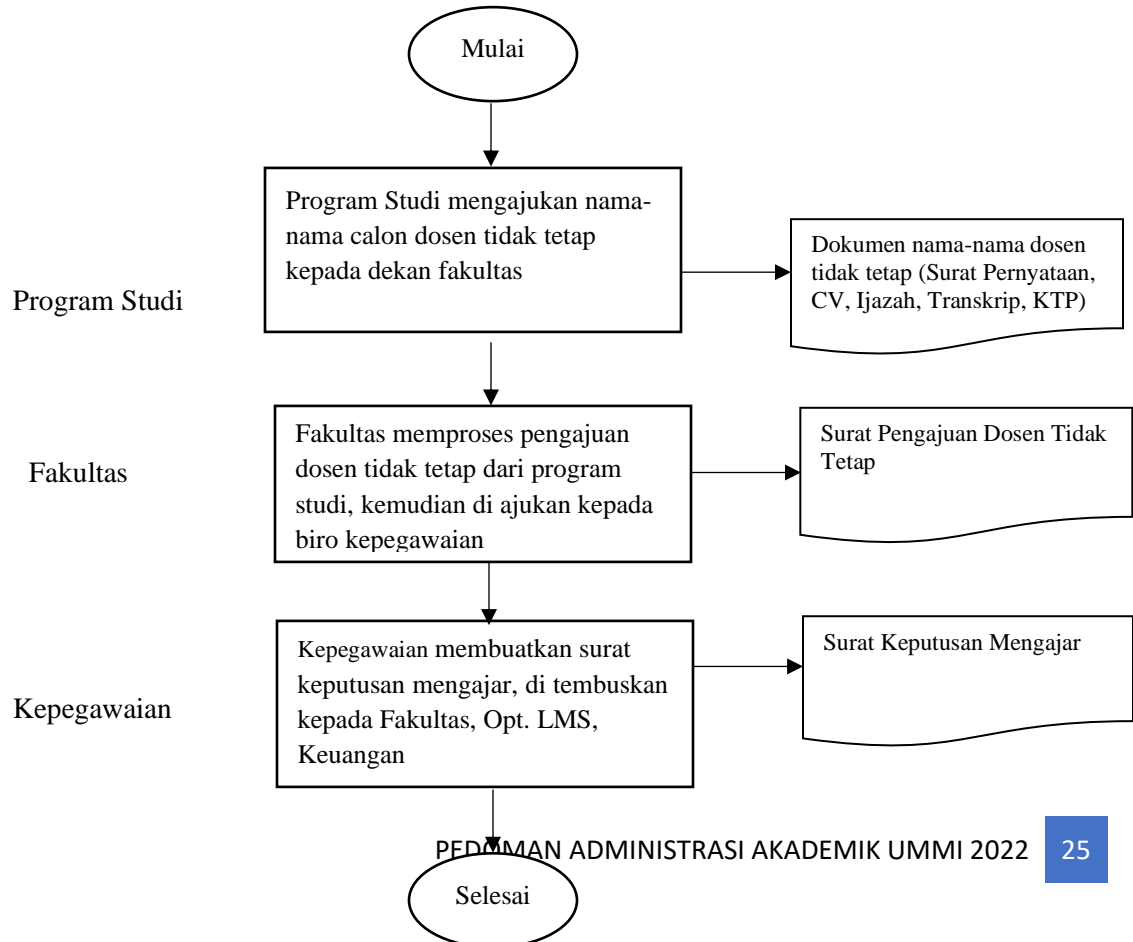 Mulai
Program Studi
Program Studi mengajukan nama-
nama calon dosen tidak tetap
kepada dekan fakultas
Dokumen nama-nama dosen
tidak tetap (Surat Pernyataan,
CV, Ijazah, Transkrip, KTP)
Fakultas
Fakultas memproses pengajuan
dosen tidak tetap dari program
studi, kemudian di ajukan kepada
biro kepegawaian
Surat Pengajuan Dosen Tidak
Tetap
Kepegawaian
Kepegawaian membuatkan surat
keputusan mengajar, di tembuskan
kepada Fakultas, Opt. LMS,
Keuangan
Surat Keputusan Mengajar
PEDOMAN ADMINISTRASI AKADEMIK UMMI 2022
25
Selesai